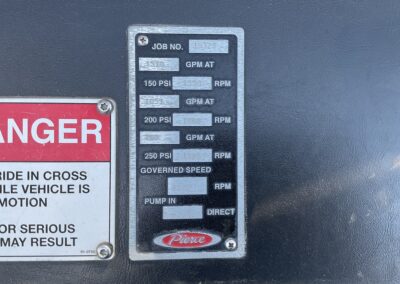 JOB NO.
GPM AT
150 PSI RPM
GPM AT
200 PSI RPM
GPM AT
250 PSI RPM
GOVERNED SPEED
RPM
PUMP IN
DIRECT
Pierce
ANGER
RIDE IN CROSS
LE VEHICLE IS
MOTION
OR SERIOUS
MAY RESULT